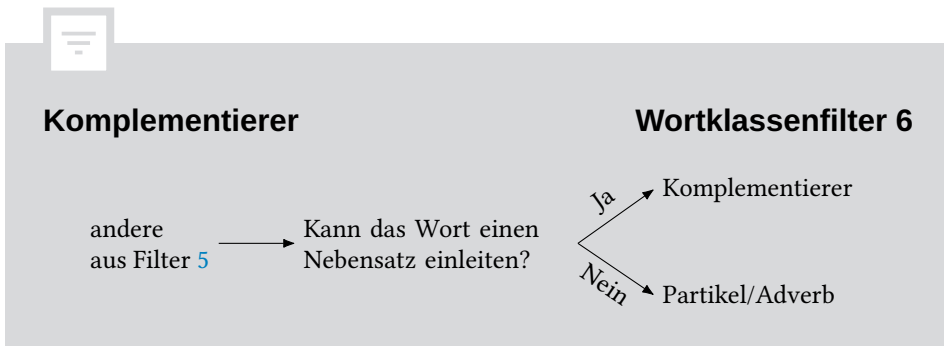 Komplementierer
Wortklassenfilter 6
andere
aus Filter 5
Kann das Wort einen
Nebensatz einleiten?
Ja
Komplementierer
Nein
Partikel/Adverb